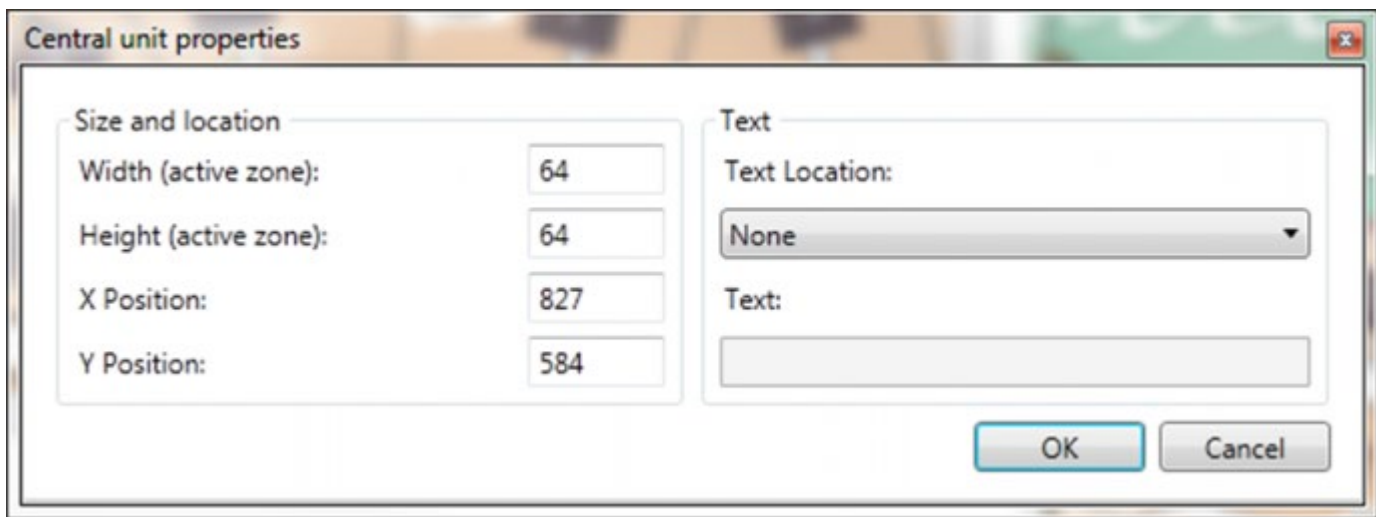 Central unit properties
Size and location
Width (active zone): 64
Height (active zone): 64
X Position: 827
Y Position: 584
Text
Text Location:
None
Text:
OK Cancel